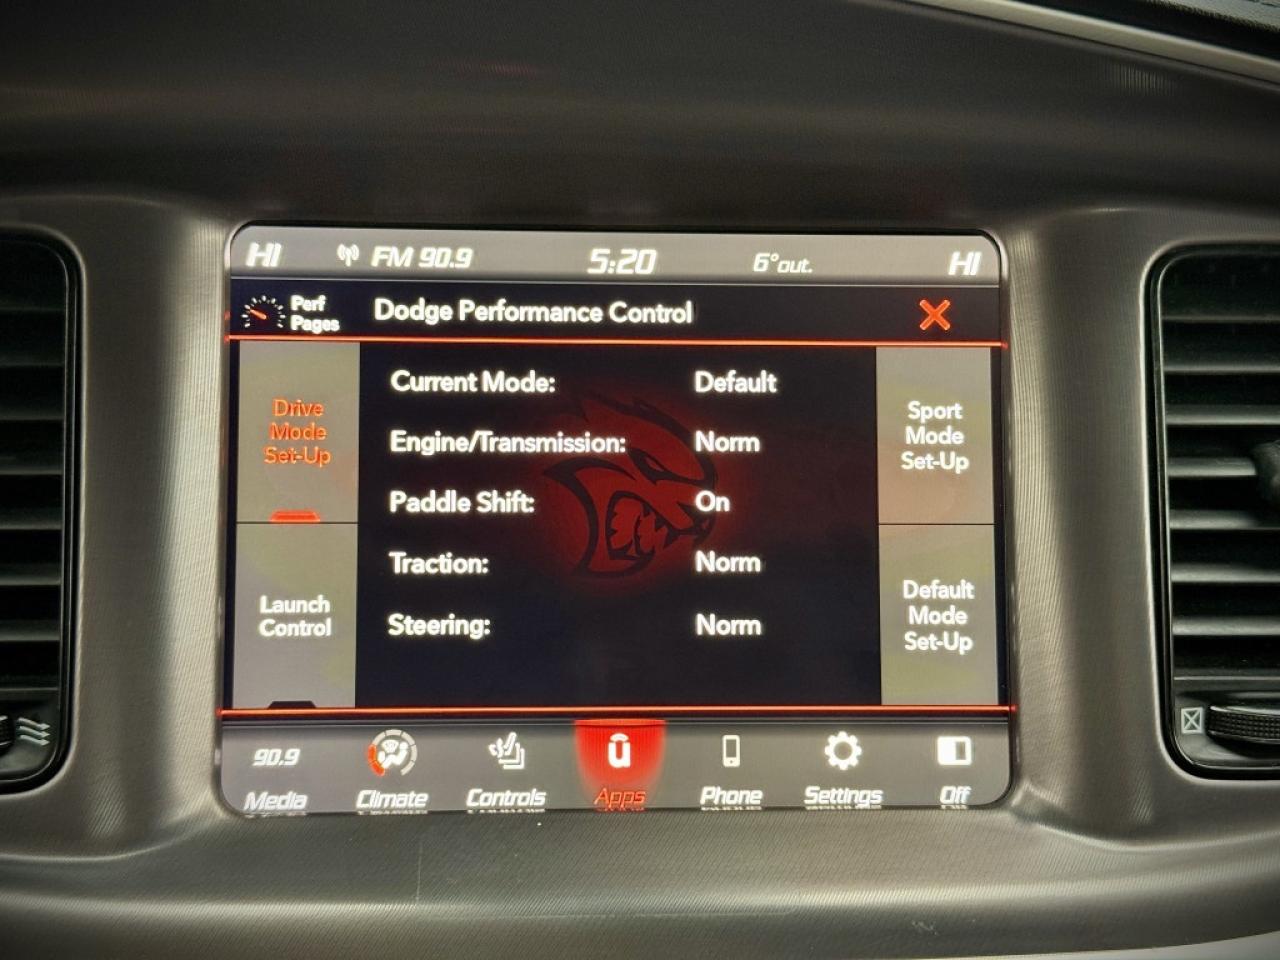 HI FM 90.9 5:20 6°out. HI
Perf
Pages
Dodge Performance Control
Drive
Mode
Set-Up
Launch
Control
Current Mode: Default
Engine/Transmission: Norm
Paddle Shift: On
Traction: Norm
Steering: Norm
Sport
Mode
Set-Up
Default
Mode
Set-Up
90.9
Media Climate Controls Apps Phone Settings Off